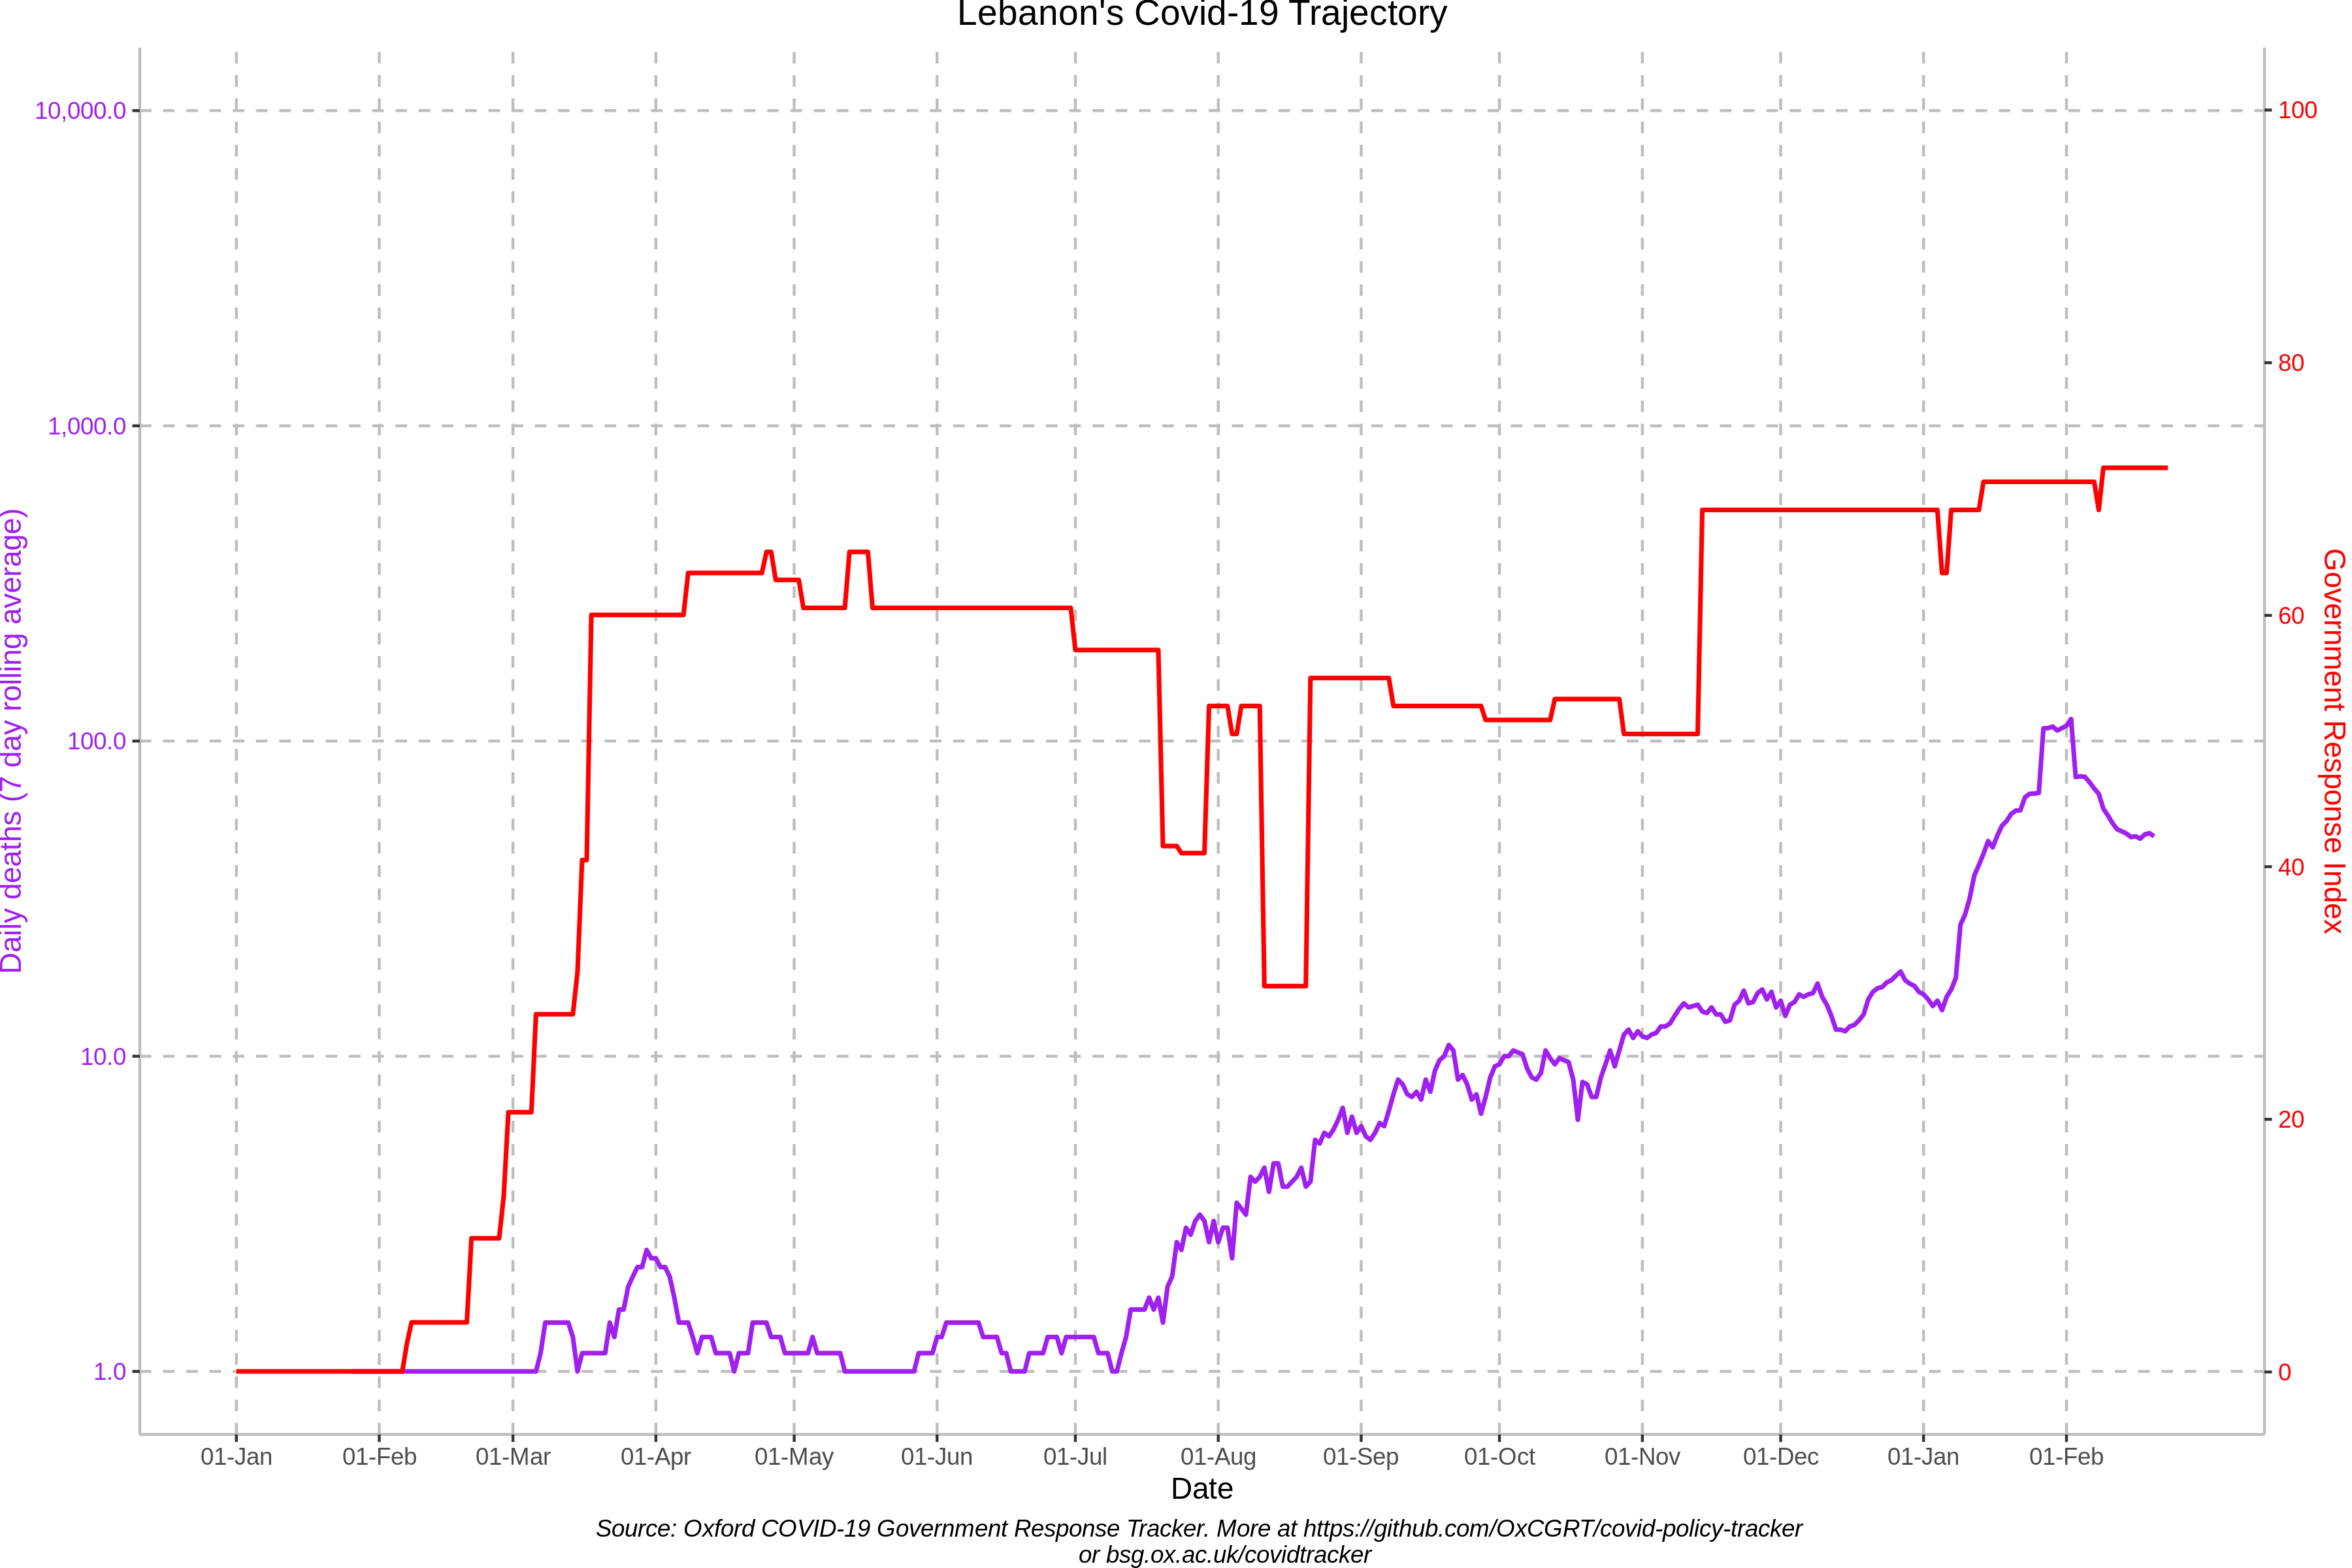 Lebanon's Covid-19 Trajectory
10,000.0
1,000.0
100.0
10.0
1.0
Daily deaths (7 day rolling average)
100
80
60
40
20
0
Government Response Index
01-Jan
01-Feb
01-Mar
01-Apr
01-May
01-Jun
01-Jul
01-Aug
01-Sep
01-Oct
01-Nov
01-Dec
01-Jan
01-Feb
Date
Source: Oxford COVID-19 Government Response Tracker. More at https://github.com/OxCGRT/covid-policy-tracker
or bsg.ox.ac.uk/covidtracker